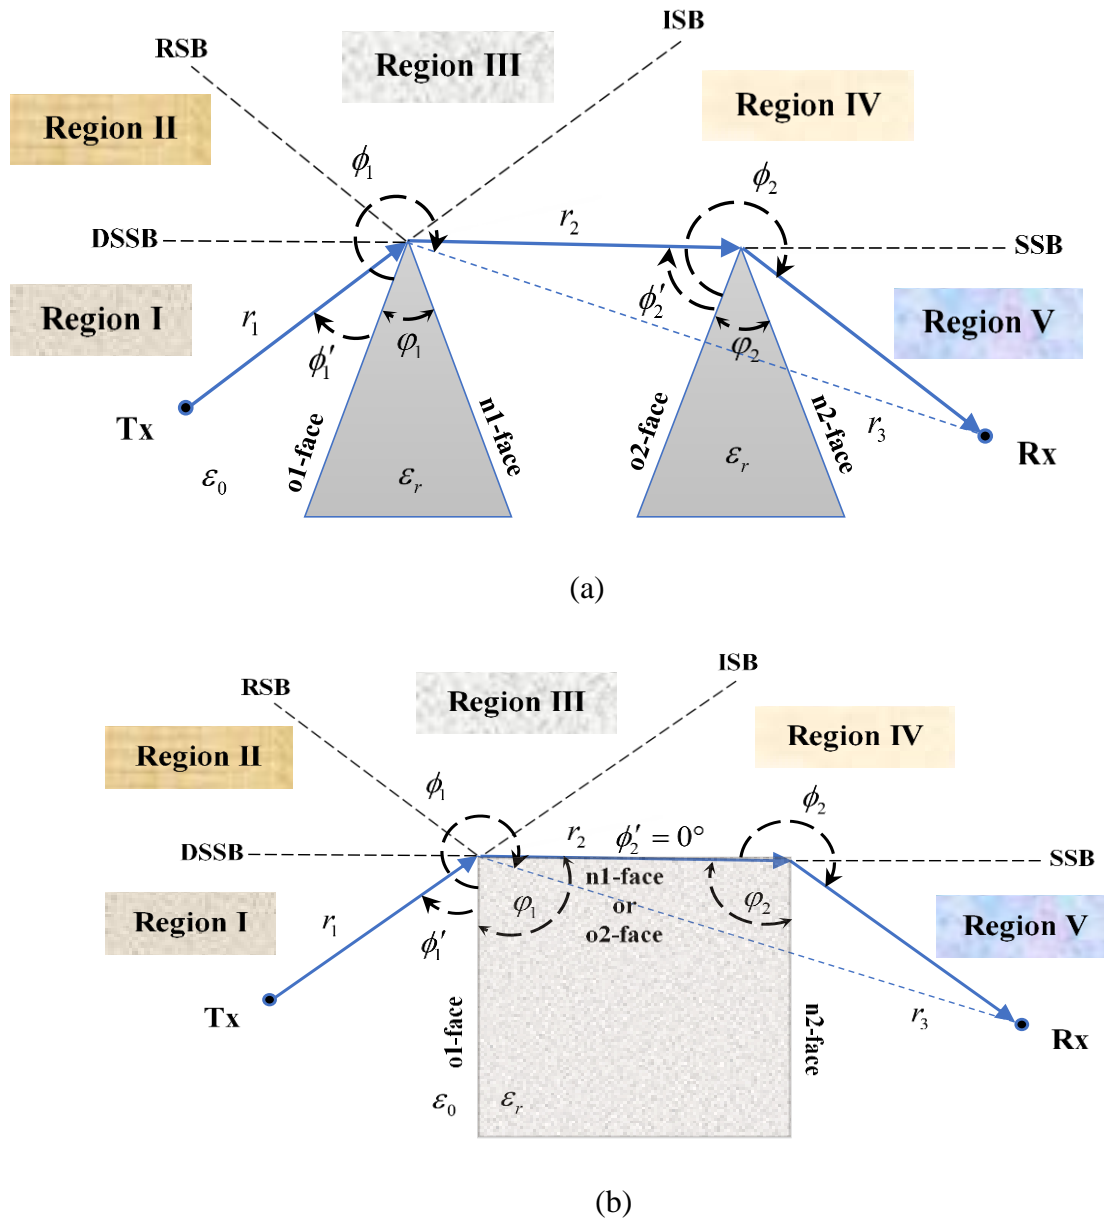 ISB
RSB
Region III
Region IV
Region II
ϕ₁
ϕ₂
r₂
DSSB
SSB
Region I
r₁
ϕ₁′
φ₁
ϕ₂′
φ₂
Region V
Tx
o1-face
n1-face
o2-face
n2-face
r₃
Rx
ε₀
εᵣ
εᵣ
(a)
ISB
RSB
Region III
Region IV
Region II
ϕ₁
ϕ₂
r₂
ϕ₂′ = 0°
DSSB
SSB
n1-face
or
o2-face
Region I
r₁
ϕ₁′
φ₁
φ₂
Region V
Tx
r₃
Rx
o1-face
n2-face
ε₀
εᵣ
(b)